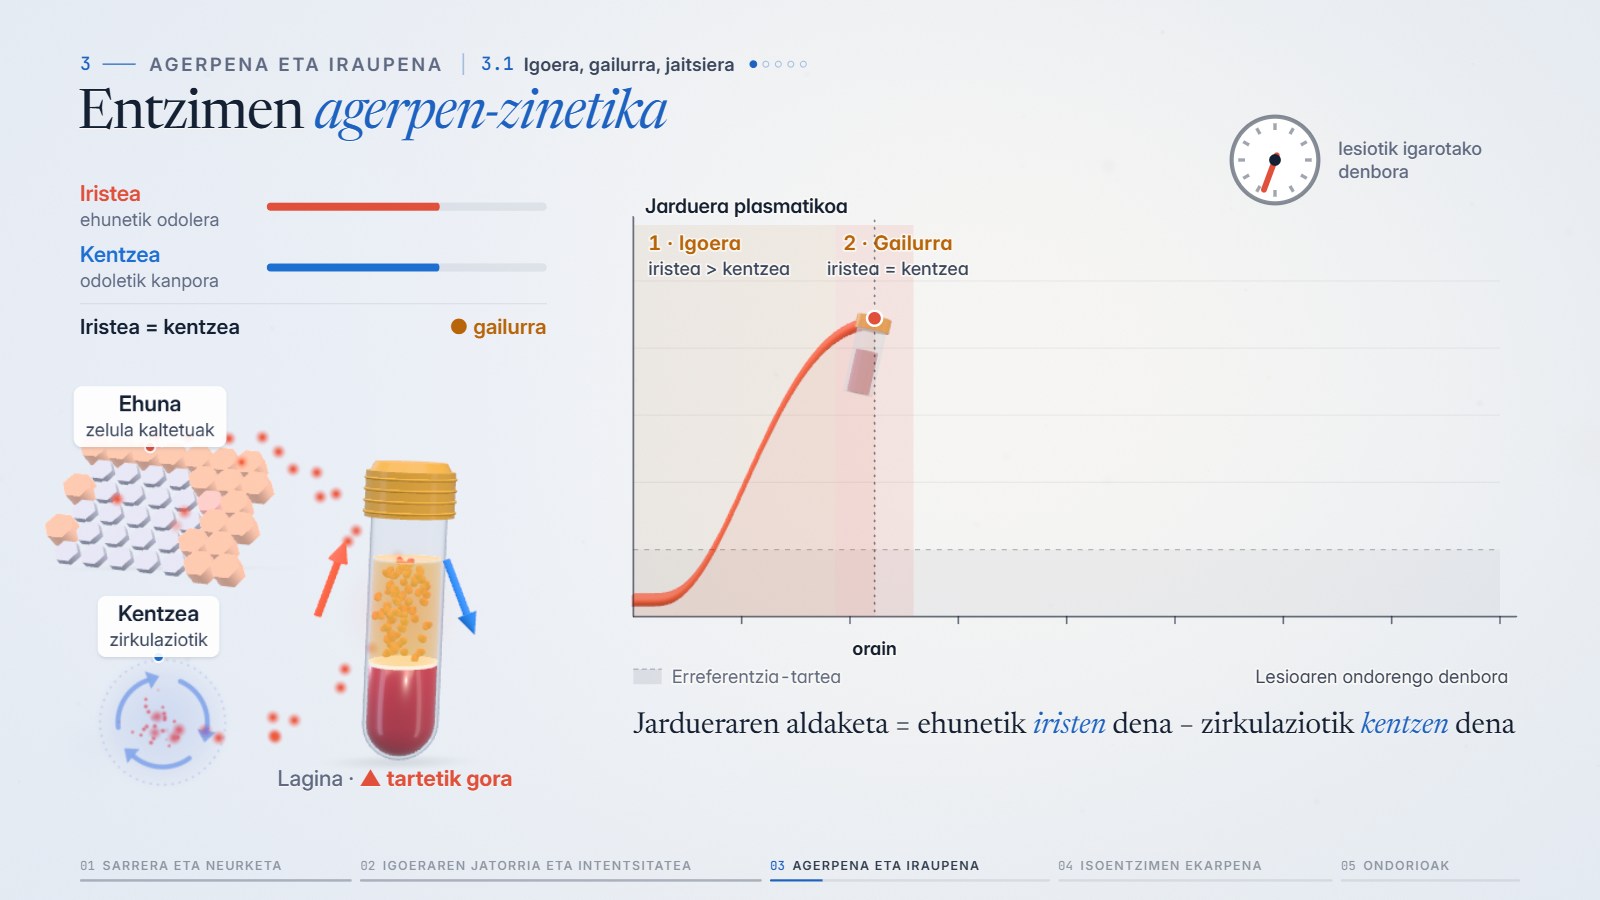 3 AGERPENA ETA IRAUPENA 3.1 Igoera, gailurra, jaitsiera
Entzimen agerpen-zinetika
lesiotik igarotako
denbora
Iristea
ehunetik odolera
Kentzea
odoletik kanpora
Iristea = kentzea
gailurra
Ehuna
zelula kaltetuak
Kentzea
zirkulaziotik
Lagina · ▲ tartetik gora
Jarduera plasmatikoa
1 · Igoera
iristea > kentzea
2 · Gailurra
iristea = kentzea
orain
Erreferentzia-tartea
Lesioaren ondorengo denbora
Jardueraren aldaketa = ehunetik iristen dena – zirkulaziotik kentzen dena
01 SARRERA ETA NEURKETA
02 IGOERAREN JATORRIA ETA INTENTSITATEA
03 AGERPENA ETA IRAUPENA
04 ISOENTZIMEN EKARPENA
05 ONDORIOAK